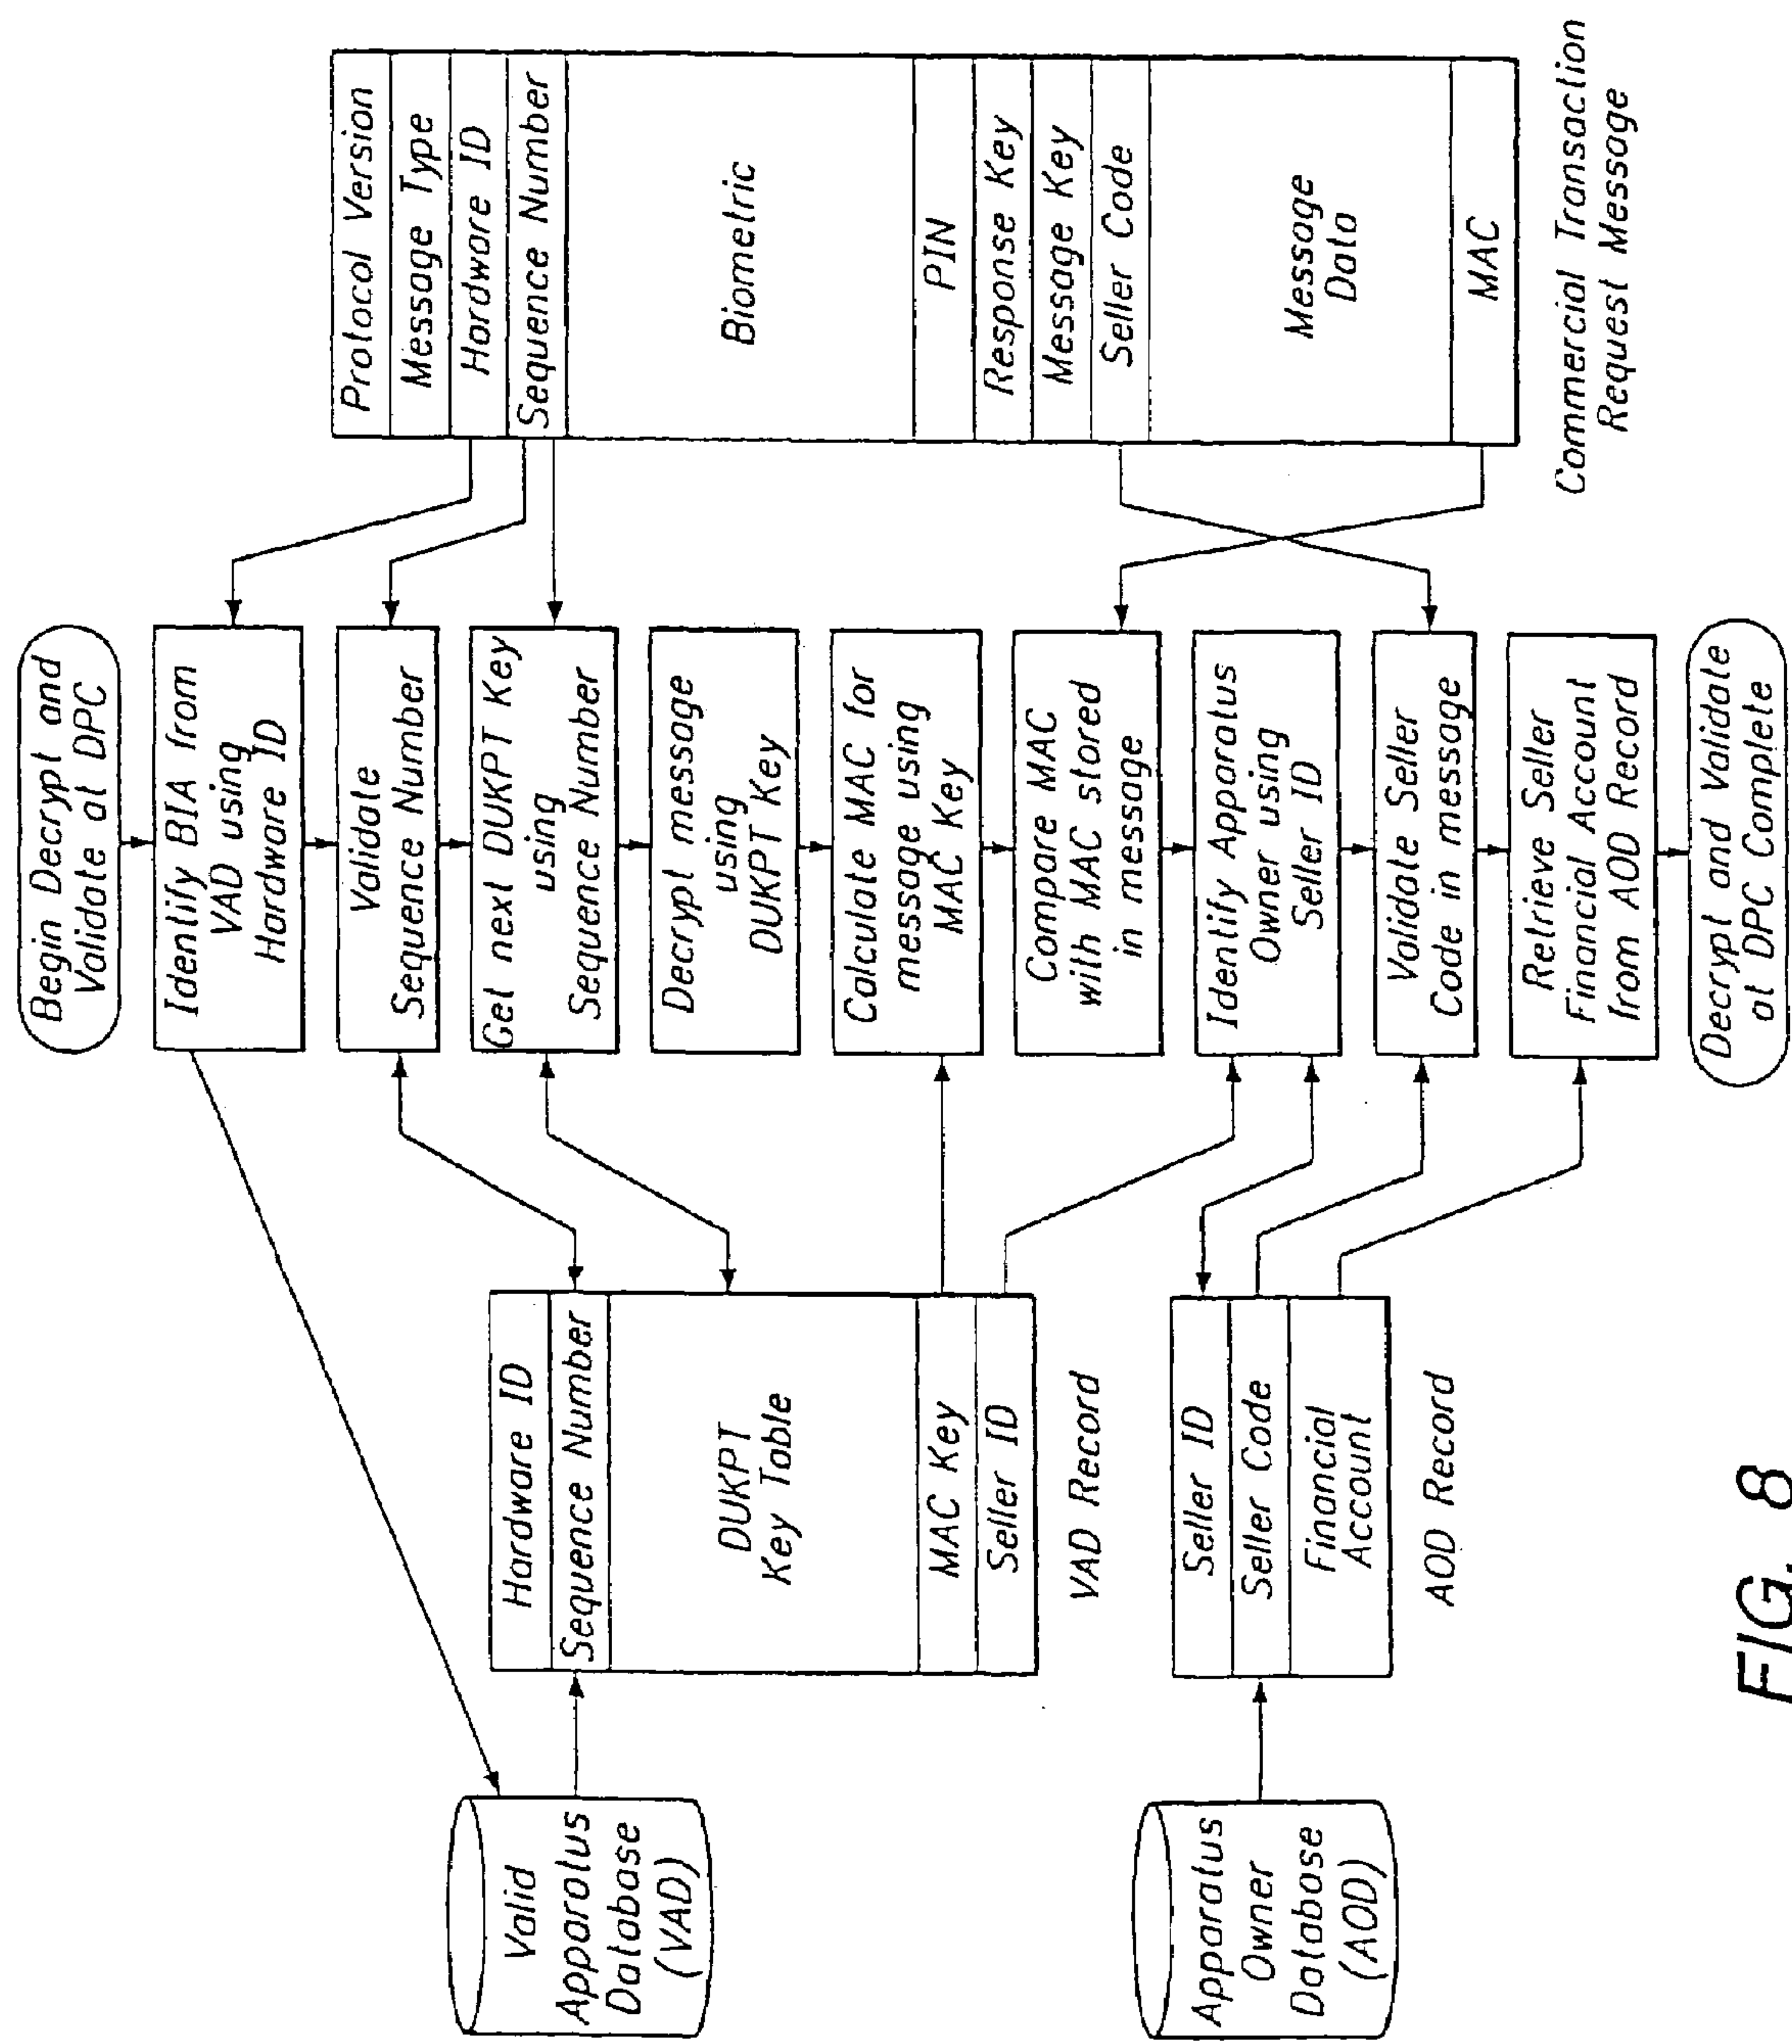 Begin Decrypt and
Validate at DPC
Identify BIA from
VAD using
Hardware ID
Validate
Sequence Number
Get next DUKPT Key
using
Sequence Number
Decrypt message
using
DUKPT Key
Calculate MAC for
message using
MAC Key
Compare MAC
with MAC stored
in message
Identify Apparatus
Owner using
Seller ID
Validate Seller
Code in message
Retrieve Seller
Financial Account
from AOD Record
Decrypt and Validate
at DPC Complete
Valid
Apparatus
Database
(VAD)
Hardware ID
Sequence Number
DUKPT
Key Table
MAC Key
Seller ID
VAD Record
Apparatus
Owner
Database
(AOD)
Seller ID
Seller Code
Financial
Account
AOD Record
Protocol Version
Message Type
Hardware ID
Sequence Number
Biometric
PIN
Response Key
Message Key
Seller Code
Message
Data
MAC
Commercial Transaction
Request Message
FIG. 8